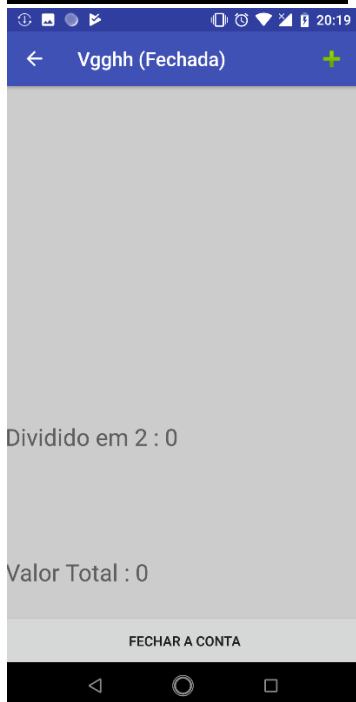 20:19
Vgghh (Fechada)
Dividido em 2 : 0
Valor Total : 0
FECHAR A CONTA